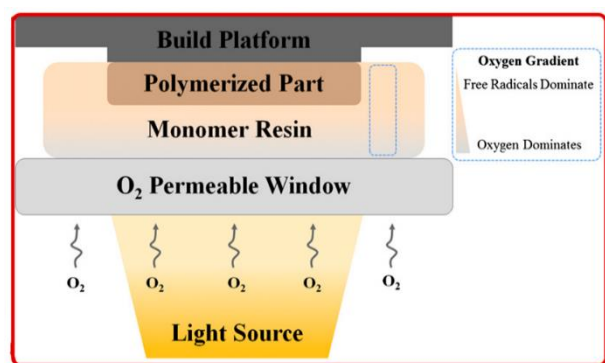 Build Platform
Polymerized Part
Monomer Resin
O₂ Permeable Window
O₂ O₂ O₂ O₂ O₂
Light Source
Oxygen Gradient
Free Radicals Dominate
Oxygen Dominates